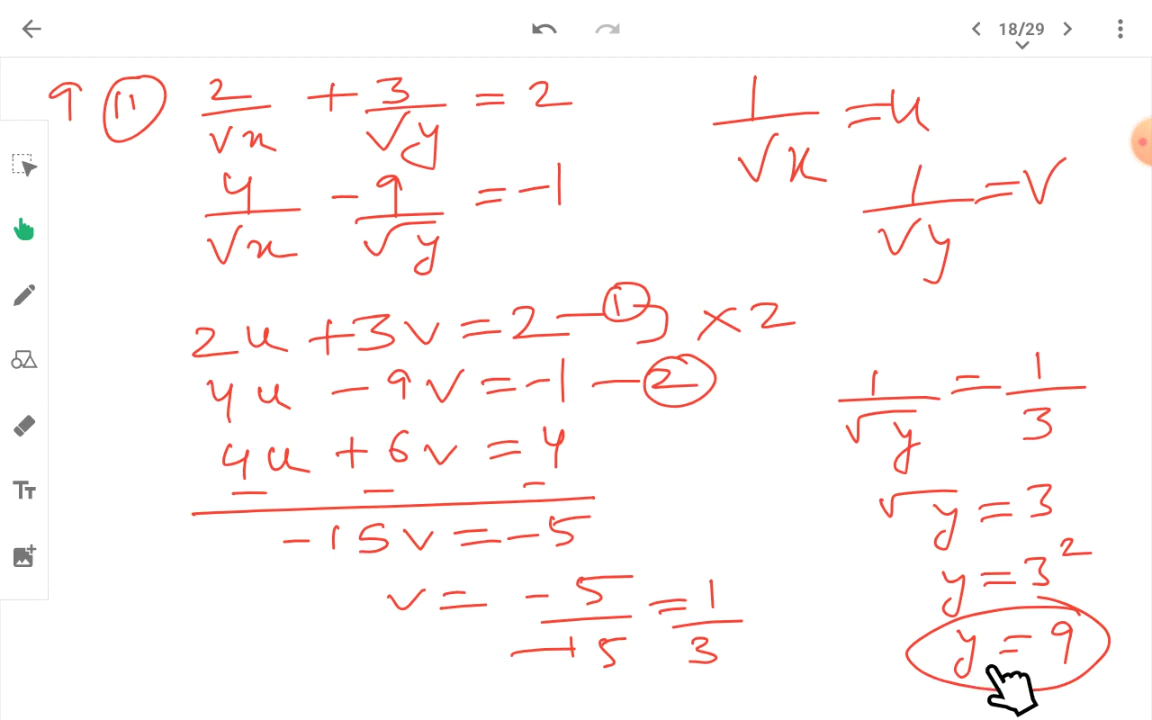 18/29
9 (11) 2/√x + 3/√y = 2
4/√x - 9/√y = -1
1/√x = u
1/√y = v
2u + 3v = 2 — (1) } × 2
4u - 9v = -1 — (2)
4u + 6v = 4
- - -
-15v = -5
v = -5/-15 = 1/3
1/√y = 1/3
√y = 3
y = 3²
y = 9
Tт